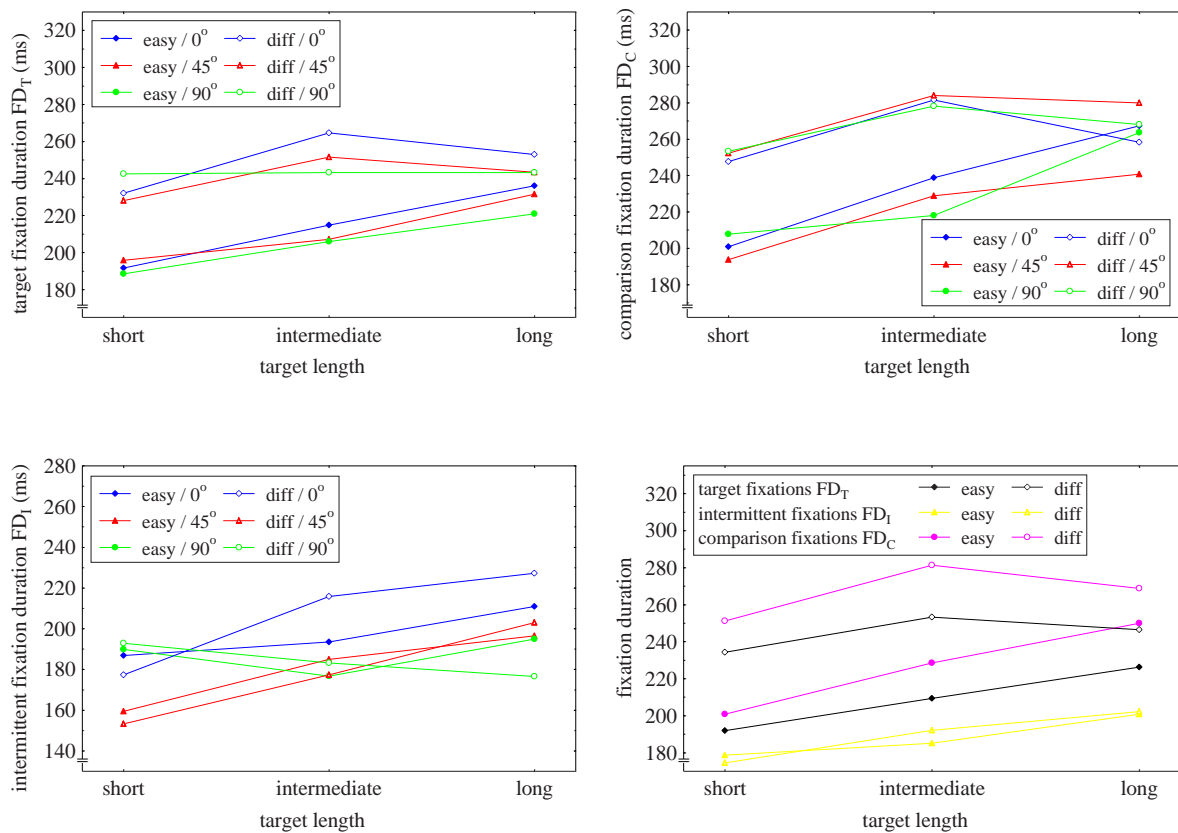 target fixation duration FD_T (ms)
320
300
280
260
240
220
200
180
easy / 0°
diff / 0°
easy / 45°
diff / 45°
easy / 90°
diff / 90°
short
intermediate
long
target length
comparison fixation duration FD_C (ms)
320
300
280
260
240
220
200
180
easy / 0°
diff / 0°
easy / 45°
diff / 45°
easy / 90°
diff / 90°
short
intermediate
long
target length
intermittent fixation duration FD_I (ms)
280
260
240
220
200
180
160
140
easy / 0°
diff / 0°
easy / 45°
diff / 45°
easy / 90°
diff / 90°
short
intermediate
long
target length
fixation duration
320
300
280
260
240
220
200
180
target fixations FD_T easy diff
intermittent fixations FD_I easy diff
comparison fixations FD_C easy diff
short
intermediate
long
target length